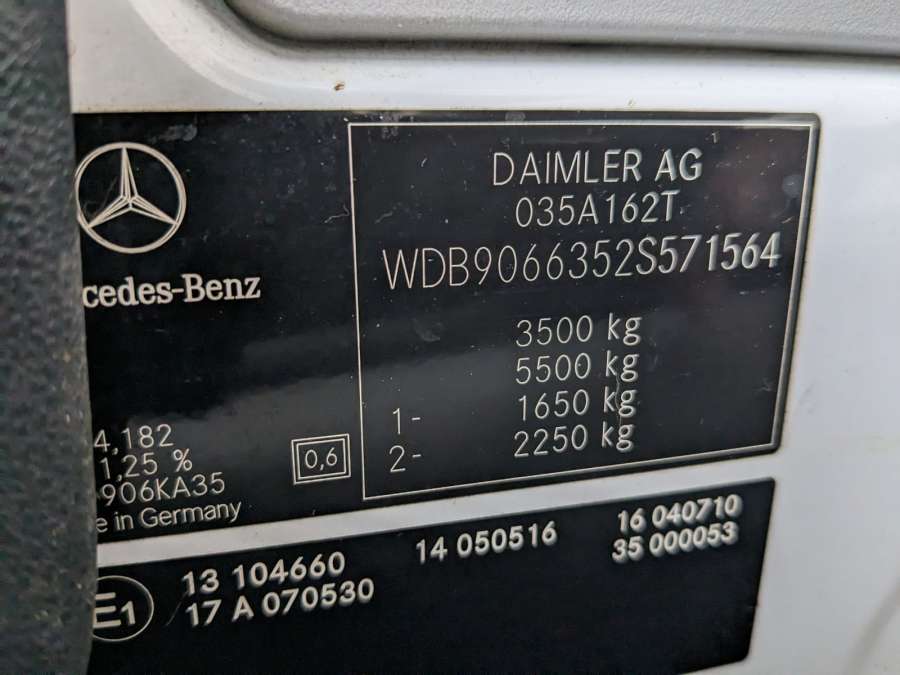 DAIMLER AG
035A162T
WDB9066352S571564
3500 kg
5500 kg
1- 1650 kg
2- 2250 kg
cedes-Benz
4,182
1,25 %
906KA35
e in Germany
0,6
E1
13 104660
14 050516
16 040710
17 A 070530
35 000053